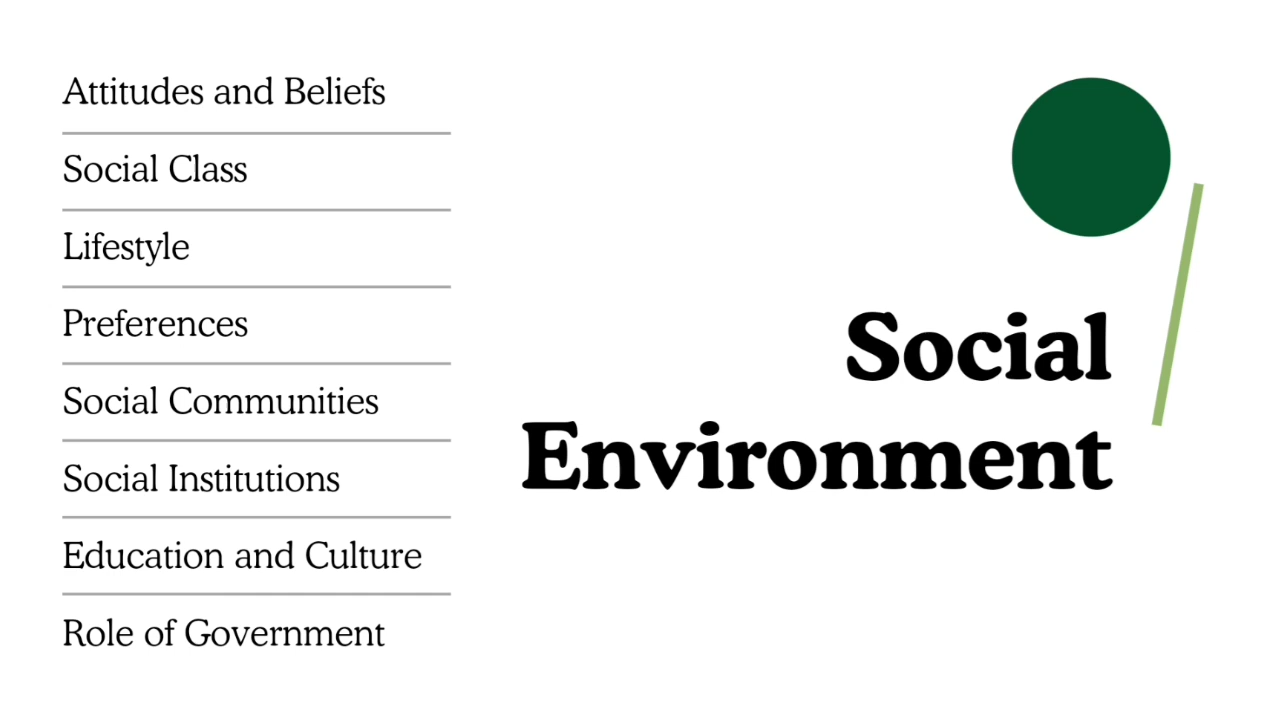 Attitudes and Beliefs
Social Class
Lifestyle
Preferences
Social Communities
Social Institutions
Education and Culture
Role of Government
Social
Environment